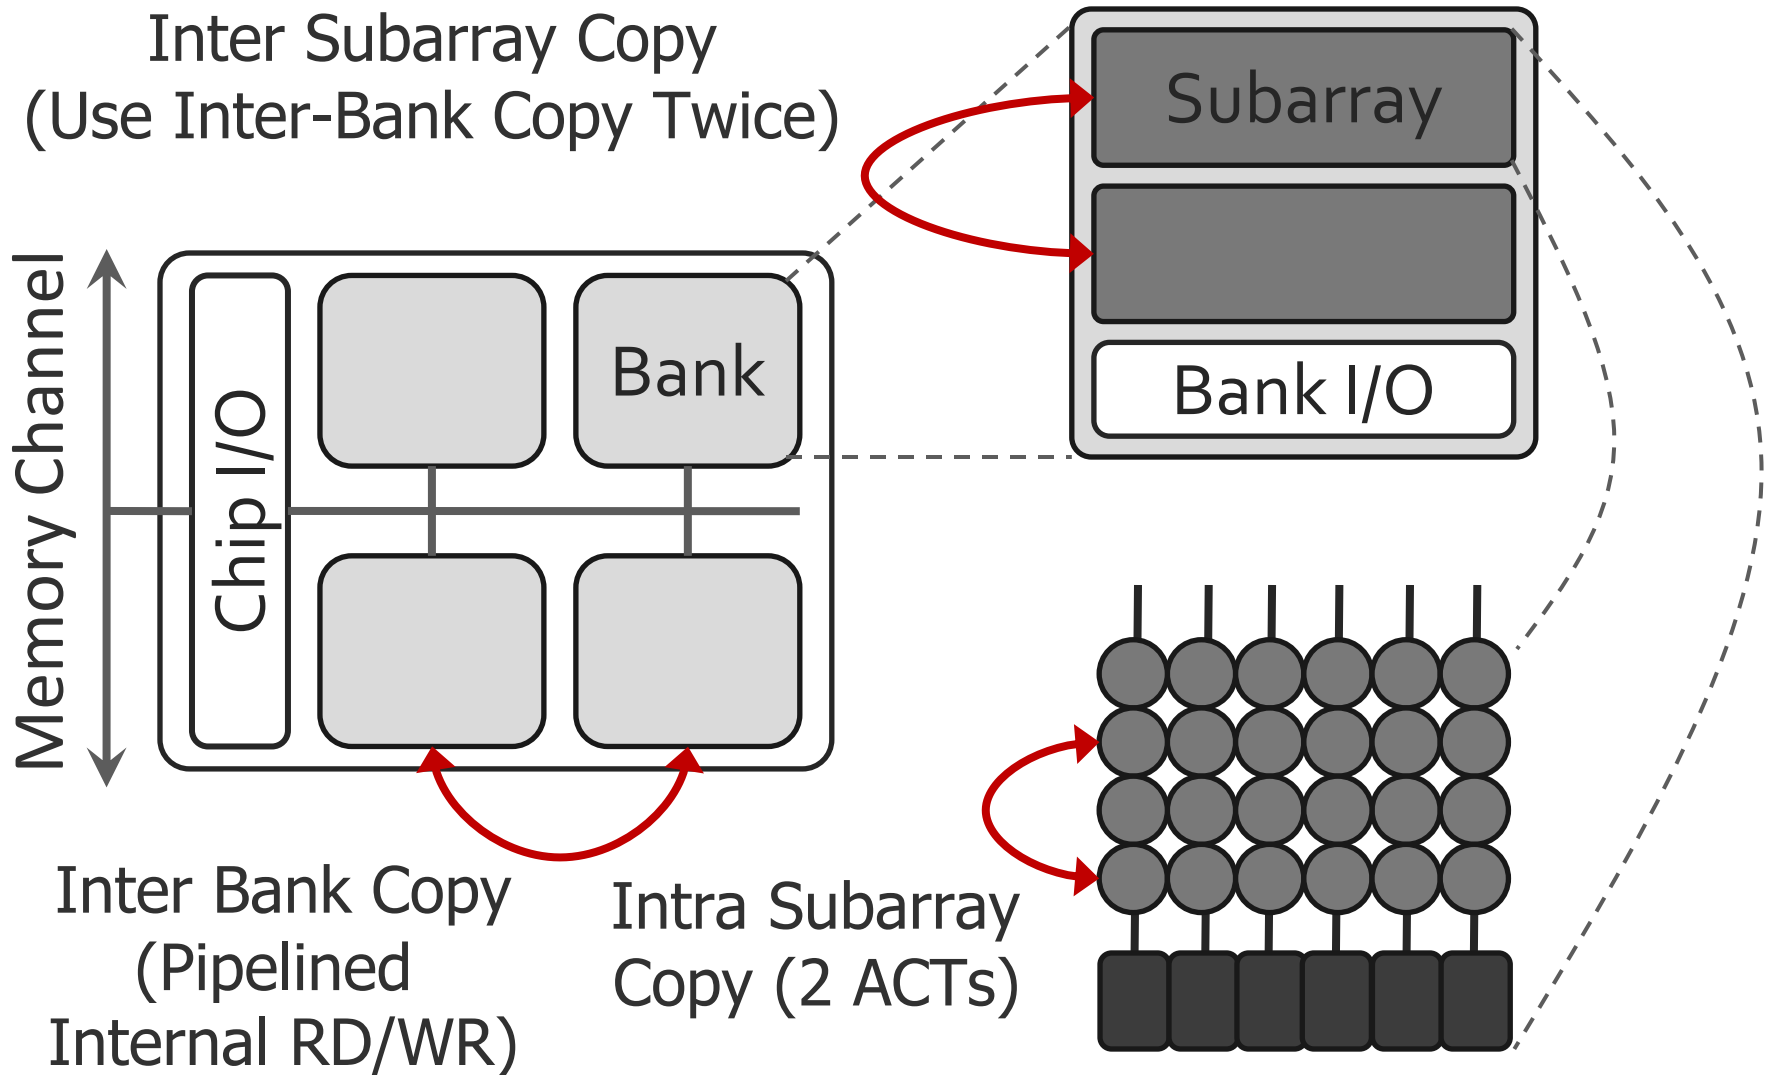 Inter Subarray Copy
(Use Inter-Bank Copy Twice)
Subarray
Bank I/O
Memory Channel
Chip I/O
Bank
Inter Bank Copy
(Pipelined
Internal RD/WR)
Intra Subarray
Copy (2 ACTs)